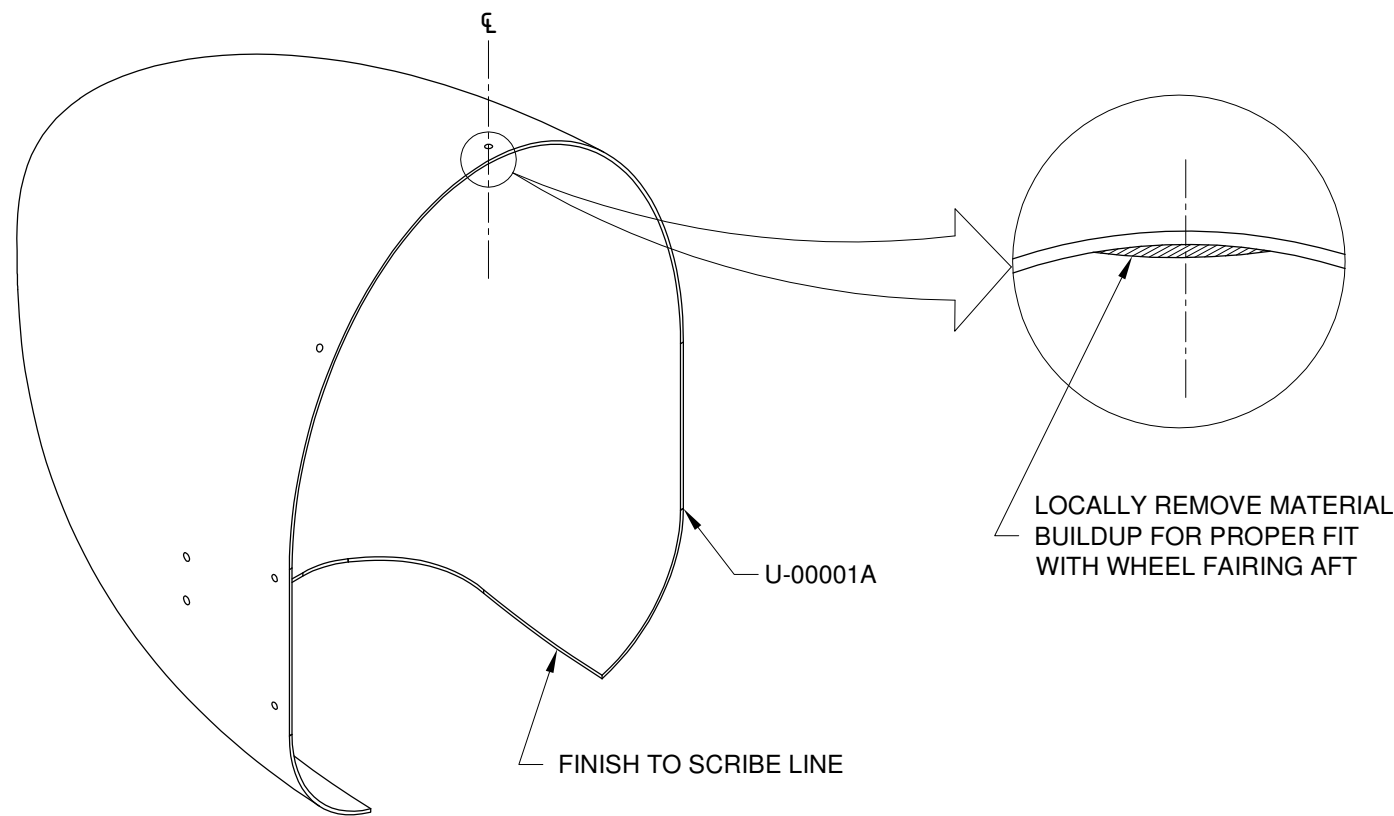 ℄
LOCALLY REMOVE MATERIAL
BUILDUP FOR PROPER FIT
WITH WHEEL FAIRING AFT
U-00001A
FINISH TO SCRIBE LINE